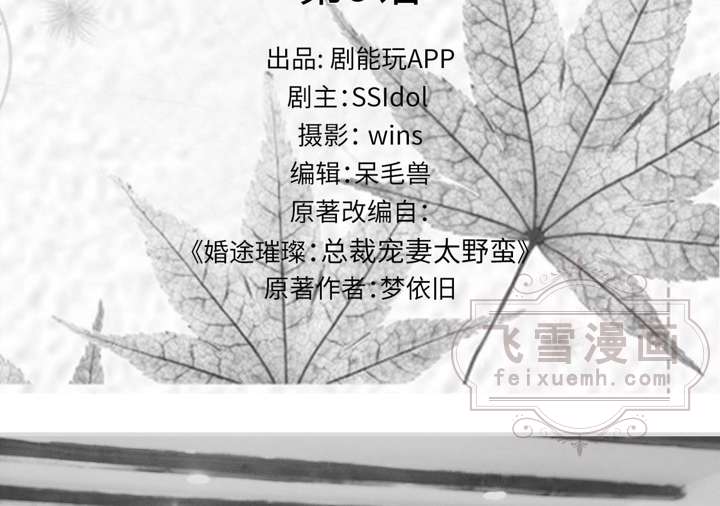 出品: 剧能玩APP
剧主：SSIdol
摄影： wins
编辑：呆毛兽
原著改编自：
《婚途璀璨：总裁宠妻太野蛮》
原著作者：梦依旧
飞雪漫画
feixuemh.com